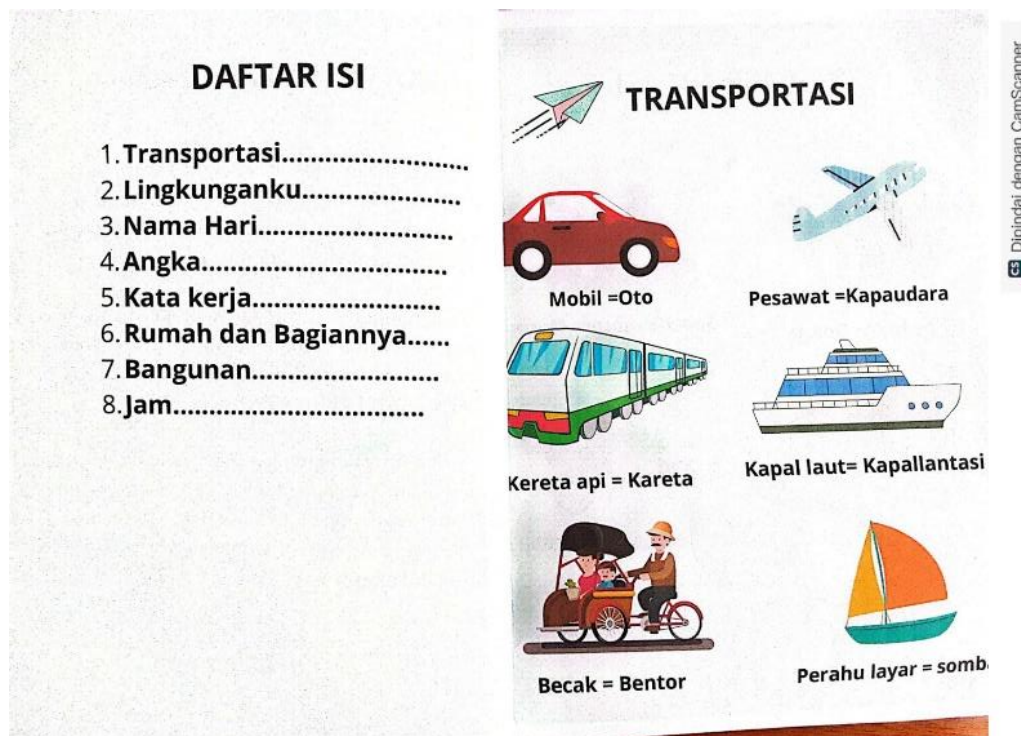 DAFTAR ISI
1. Transportasi.............................
2. Lingkunganku.........................
3. Nama Hari...............................
4. Angka.......................................
5. Kata kerja..............................
6. Rumah dan Bagiannya......
7. Bangunan..............................
8. Jam........................................
TRANSPORTASI
Mobil =Oto
Pesawat =Kapaudara
Kereta api = Kareta
Kapal laut= Kapallantasi
Becak = Bentor
Perahu layar =
CS Dipindai dengan CamScanner